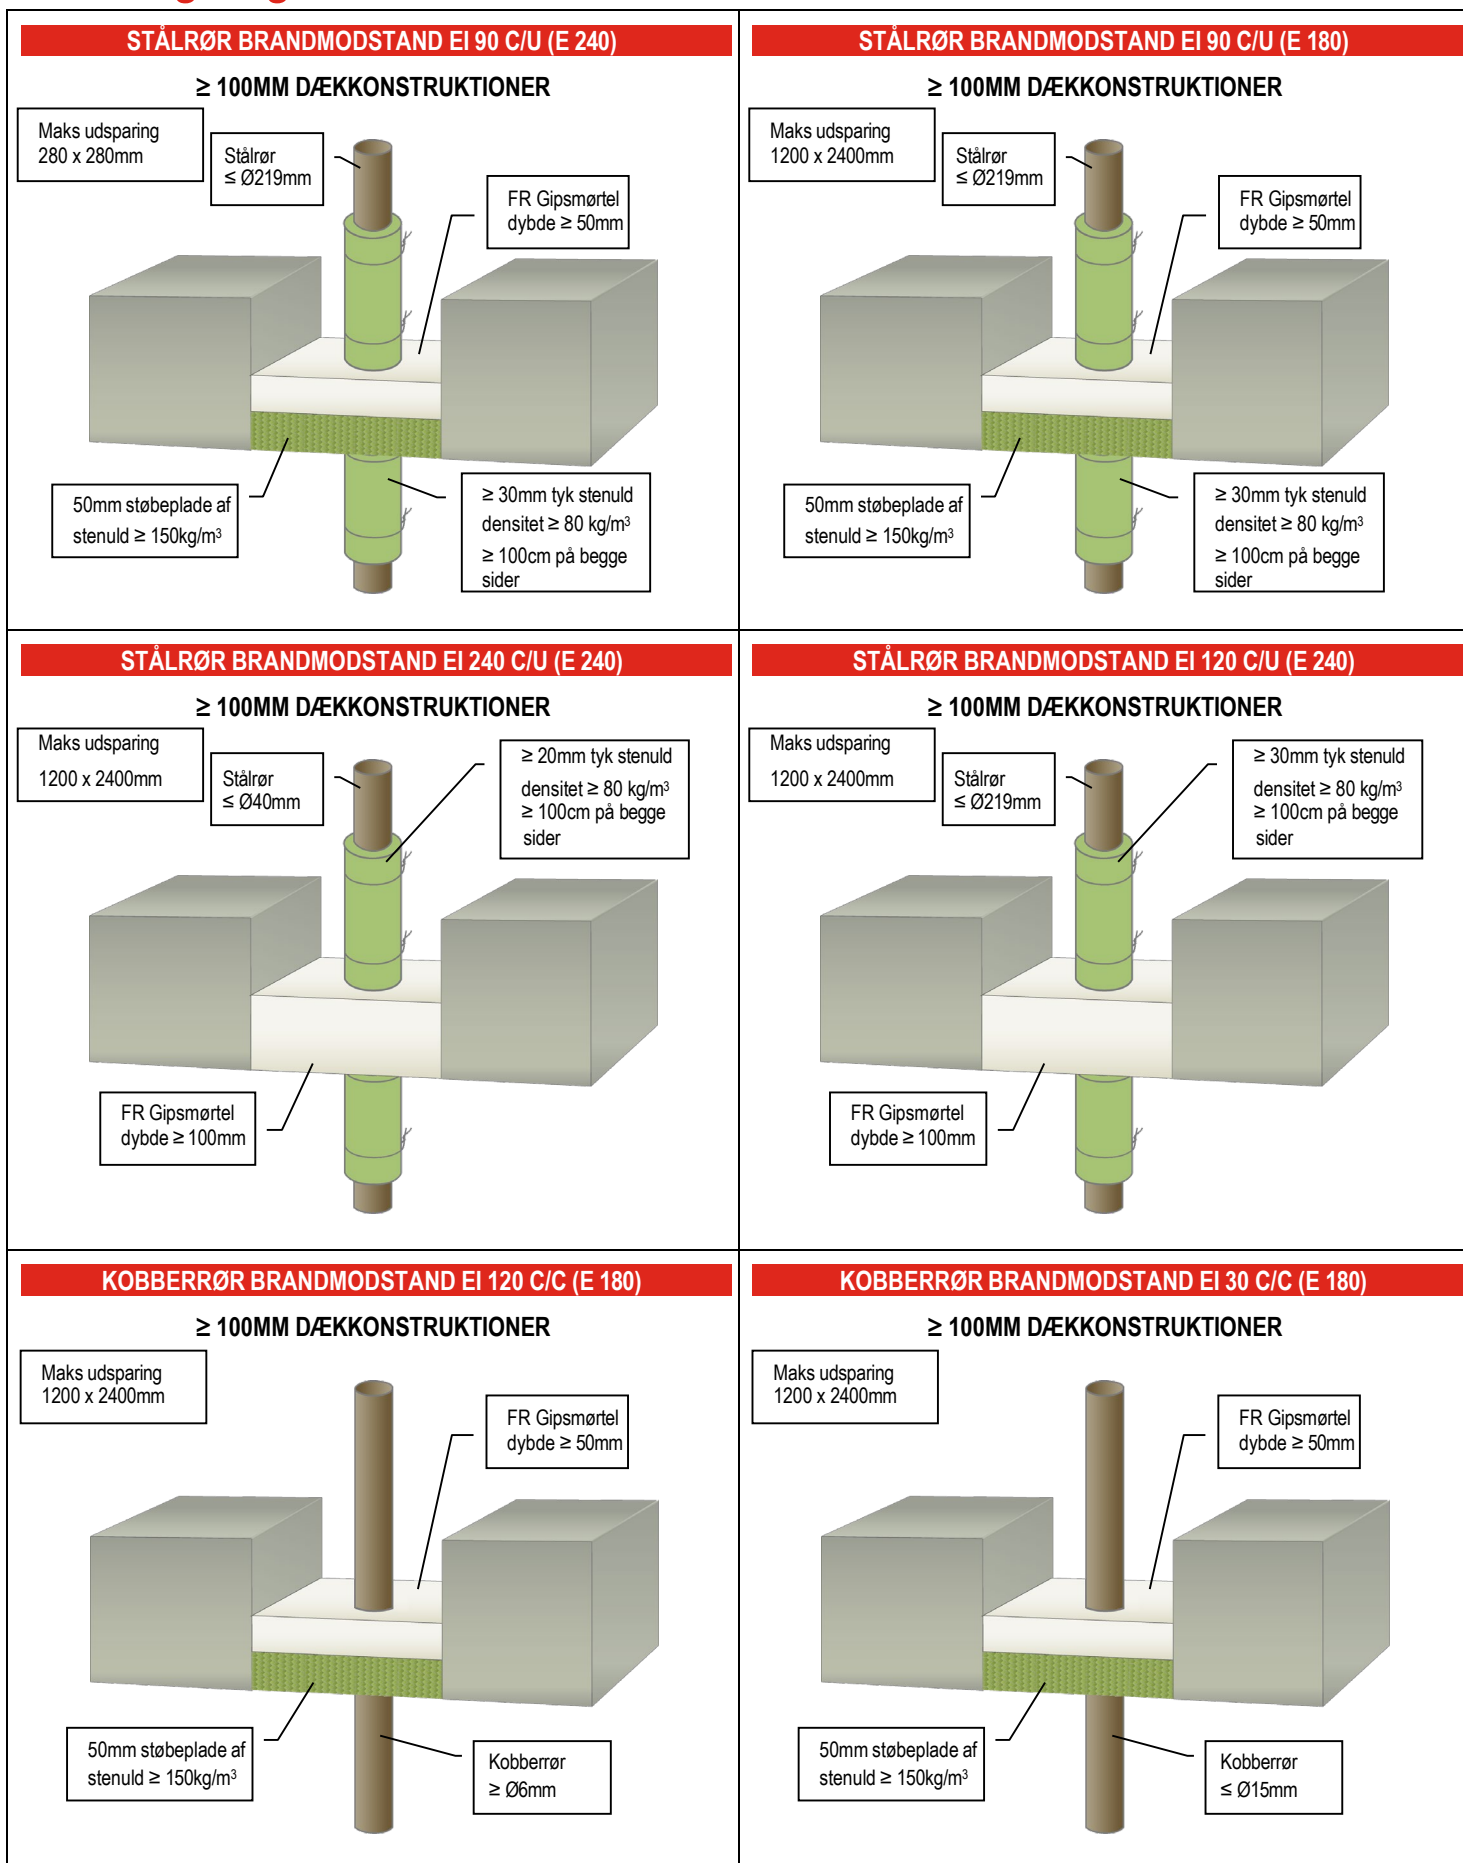 STÅLRØR BRANDMODSTAND EI 90 C/U (E 240)
≥ 100MM DÆKKONSTRUKTIONER
Maks udsparing
280 x 280mm
Stålrør
≤ Ø219mm
FR Gipsmørtel
dybde ≥ 50mm
50mm støbeplade af
stenuld ≥ 150kg/m³
≥ 30mm tyk stenuld
densitet ≥ 80 kg/m³
≥ 100cm på begge
sider
STÅLRØR BRANDMODSTAND EI 90 C/U (E 180)
≥ 100MM DÆKKONSTRUKTIONER
Maks udsparing
1200 x 2400mm
Stålrør
≤ Ø219mm
FR Gipsmørtel
dybde ≥ 50mm
50mm støbeplade af
stenuld ≥ 150kg/m³
≥ 30mm tyk stenuld
densitet ≥ 80 kg/m³
≥ 100cm på begge
sider
STÅLRØR BRANDMODSTAND EI 240 C/U (E 240)
≥ 100MM DÆKKONSTRUKTIONER
Maks udsparing
1200 x 2400mm
Stålrør
≤ Ø40mm
≥ 20mm tyk stenuld
densitet ≥ 80 kg/m³
≥ 100cm på begge
sider
FR Gipsmørtel
dybde ≥ 100mm
STÅLRØR BRANDMODSTAND EI 120 C/U (E 240)
≥ 100MM DÆKKONSTRUKTIONER
Maks udsparing
1200 x 2400mm
Stålrør
≤ Ø219mm
≥ 30mm tyk stenuld
densitet ≥ 80 kg/m³
≥ 100cm på begge
sider
FR Gipsmørtel
dybde ≥ 100mm
KOBBERRØR BRANDMODSTAND EI 120 C/C (E 180)
≥ 100MM DÆKKONSTRUKTIONER
Maks udsparing
1200 x 2400mm
FR Gipsmørtel
dybde ≥ 50mm
50mm støbeplade af
stenuld ≥ 150kg/m³
Kobberrør
≥ Ø6mm
KOBBERRØR BRANDMODSTAND EI 30 C/C (E 180)
≥ 100MM DÆKKONSTRUKTIONER
Maks udsparing
1200 x 2400mm
FR Gipsmørtel
dybde ≥ 50mm
50mm støbeplade af
stenuld ≥ 150kg/m³
Kobberrør
≤ Ø15mm